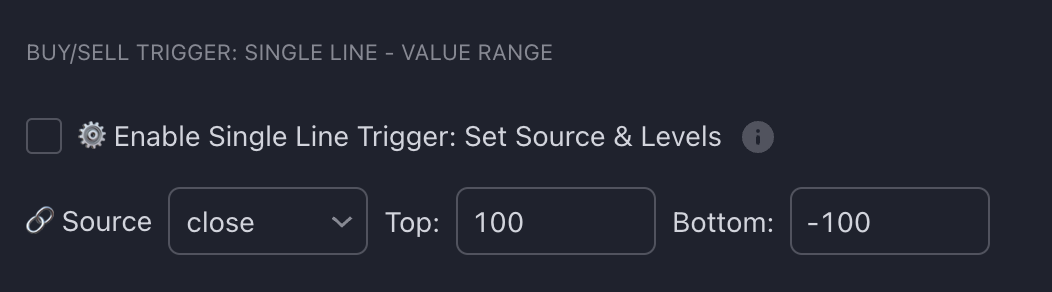 BUY/SELL TRIGGER: SINGLE LINE - VALUE RANGE
Enable Single Line Trigger: Set Source & Levels
Source close Top: 100 Bottom: -100